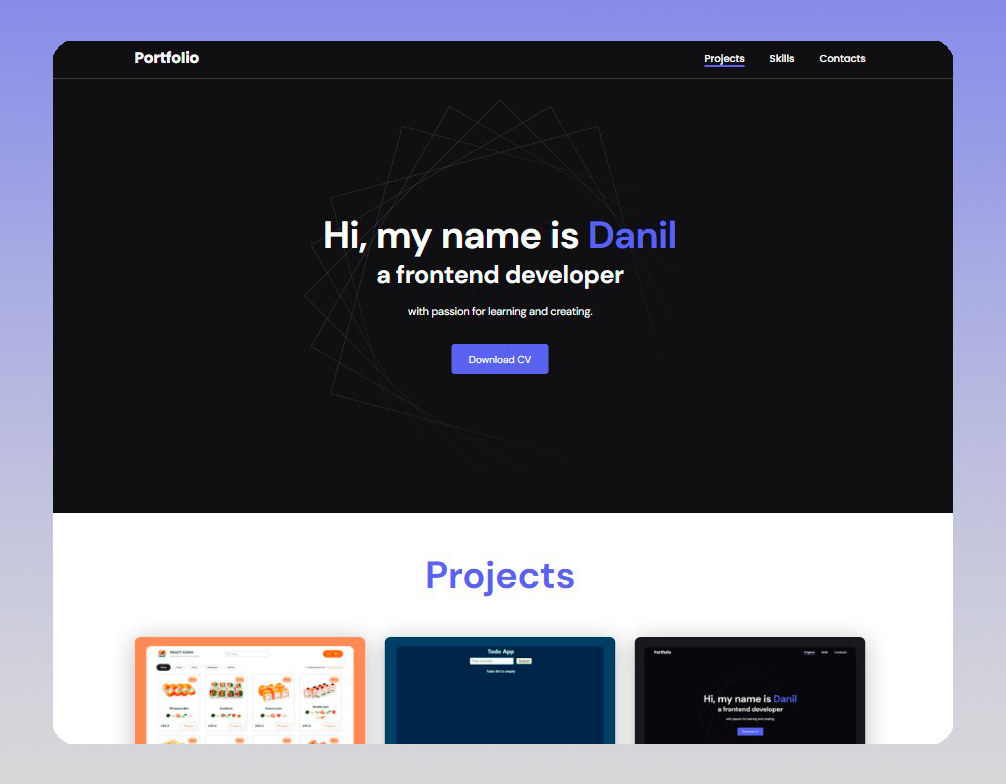 Portfolio
Projects Skills Contacts
Hi, my name is Danil
a frontend developer
with passion for learning and creating.
Download CV
Projects
REACT SUSHI
Todo App
Todo list is empty
Portfolio
Projects Skills Contacts
Hi, my name is Danil
a frontend developer
with passion for learning and creating.
Download CV